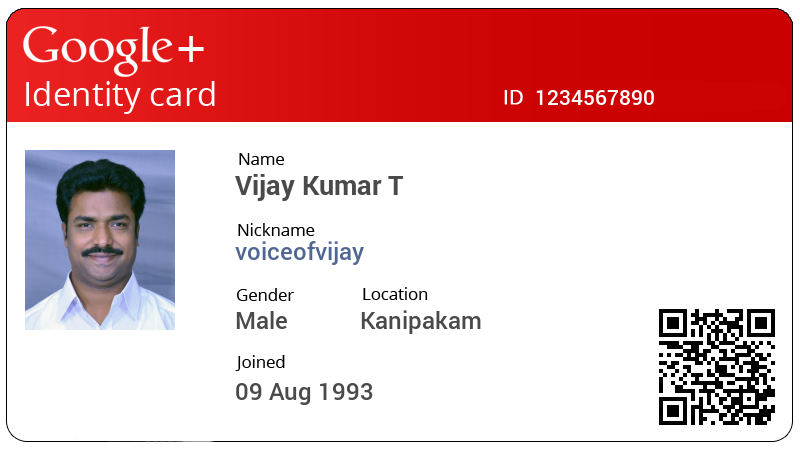 Google+
Identity card
ID 1234567890
Name
Vijay Kumar T
Nickname
voiceofvijay
Gender Location
Male Kanipakam
Joined
09 Aug 1993